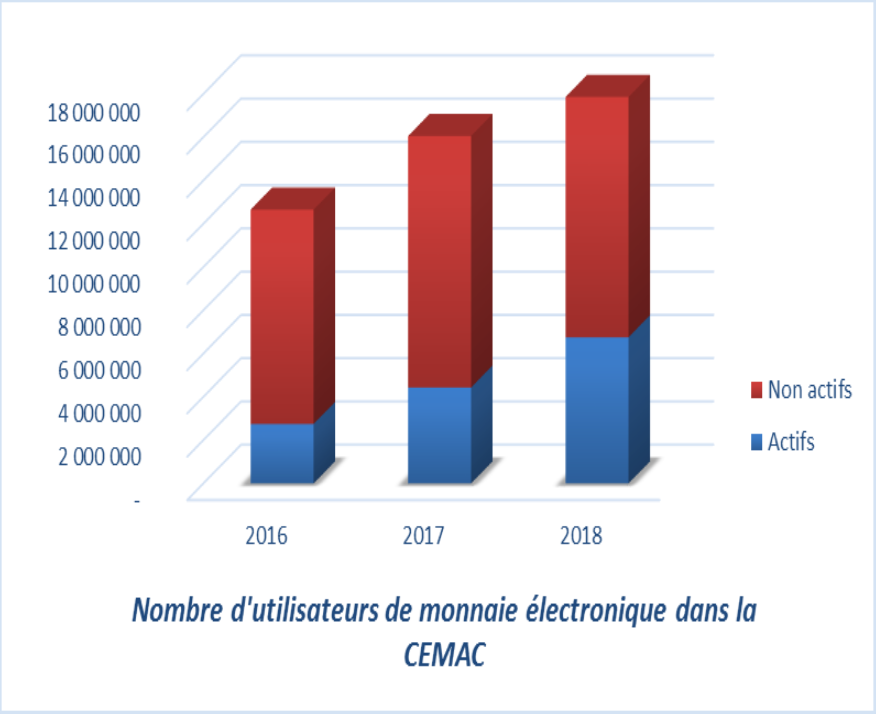 18 000 000
16 000 000
14 000 000
12 000 000
10 000 000
8 000 000
6 000 000
4 000 000
2 000 000
-
2016 2017 2018
Non actifs
Actifs
Nombre d'utilisateurs de monnaie électronique dans la
CEMAC